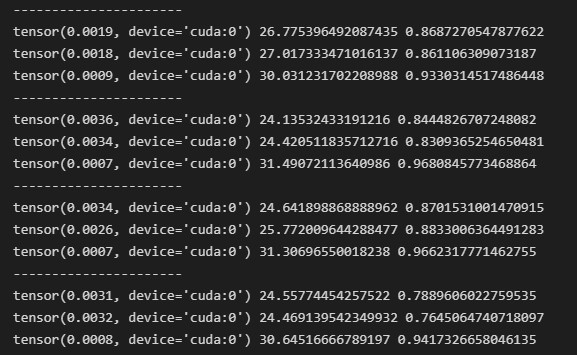 ----------------------
tensor(0.0019, device='cuda:0') 26.775396492087435 0.8687270547877622
tensor(0.0018, device='cuda:0') 27.017333471016137 0.861106309073187
tensor(0.0009, device='cuda:0') 30.031231702208988 0.9330314517486448
----------------------
tensor(0.0036, device='cuda:0') 24.13532433191216 0.8444826707248082
tensor(0.0034, device='cuda:0') 24.420511835712716 0.8309365254650481
tensor(0.0007, device='cuda:0') 31.49072113640986 0.9680845773468864
----------------------
tensor(0.0034, device='cuda:0') 24.641898868888962 0.8701531001470915
tensor(0.0026, device='cuda:0') 25.772009644288477 0.8833006364491283
tensor(0.0007, device='cuda:0') 31.30696550018238 0.9662317771462755
----------------------
tensor(0.0031, device='cuda:0') 24.55774454257522 0.7889606022759535
tensor(0.0032, device='cuda:0') 24.469139542349932 0.7645064740718097
tensor(0.0008, device='cuda:0') 30.64516666789197 0.9417326658046135